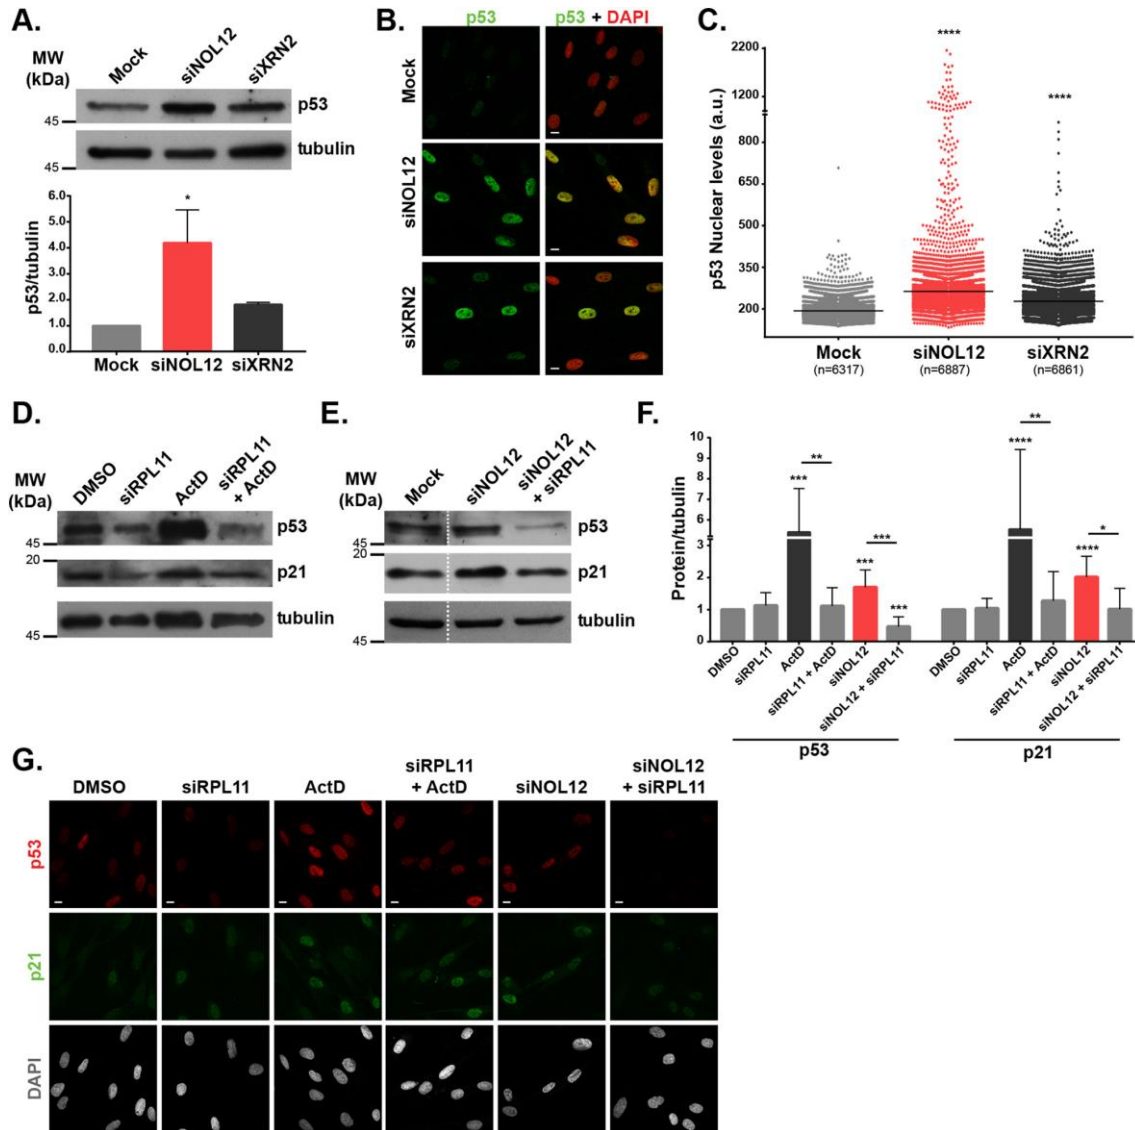 A.
MW
(kDa)
Mock
siNOL12
siXRN2
p53
45
tubulin
45
p53/tubulin
6.0
5.0
4.0
3.0
2.0
1.0
0.0
*
Mock siNOL12 siXRN2
B.
p53 p53 + DAPI
Mock
siNOL12
siXRN2
C.
p53 Nuclear levels (a.u.)
2200
1200
800
650
350
200
****
****
Mock siNOL12 siXRN2
(n=6317) (n=6887) (n=6861)
D.
MW
(kDa)
DMSO
siRPL11
ActD
siRPL11
+ ActD
p53
45
20
p21
tubulin
45
E.
MW
(kDa)
Mock
siNOL12
siNOL12
+ siRPL11
p53
45
20
p21
tubulin
45
F.
Protein/tubulin
10
8
6
4
3
2
1
0
***
**
***
***
***
****
**
****
*
DMSO
siRPL11
ActD
siRPL11 + ActD
siNOL12
siNOL12 + siRPL11
DMSO
siRPL11
ActD
siRPL11 + ActD
siNOL12
siNOL12 + siRPL11
p53 p21
G.
DMSO
siRPL11
ActD
siRPL11
+ ActD
siNOL12
siNOL12
+ siRPL11
p53
p21
DAPI